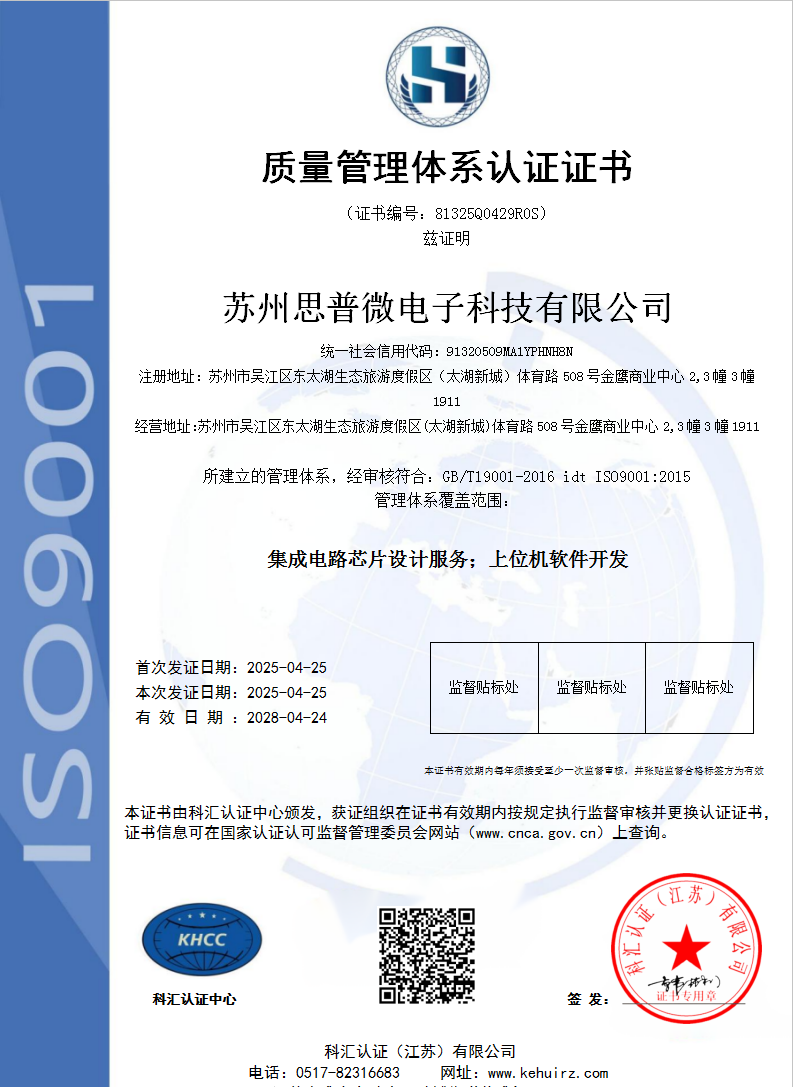 ISO9001
质量管理体系认证证书
（证书编号：81325Q0429R0S）
兹证明
苏州思普微电子科技有限公司
统一社会信用代码：91320509MA1YPHNH8N
注册地址：苏州市吴江区东太湖生态旅游度假区（太湖新城）体育路 508 号金鹰商业中心 2,3 幢 3 幢
1911
经营地址:苏州市吴江区东太湖生态旅游度假区(太湖新城)体育路 508 号金鹰商业中心 2,3 幢 3 幢 1911
所建立的管理体系，经审核符合：GB/T19001-2016 idt ISO9001:2015
管理体系覆盖范围：
集成电路芯片设计服务；上位机软件开发
首次发证日期：2025-04-25
本次发证日期：2025-04-25
有 效 日 期 ：2028-04-24
监督贴标处 监督贴标处 监督贴标处
本证书有效期内每年须接受至少一次监督审核，并张贴监督合格标签方为有效
本证书由科汇认证中心颁发，获证组织在证书有效期内按规定执行监督审核并更换认证证书，
证书信息可在国家认证认可监督管理委员会网站（www.cnca.gov.cn）上查询。
KHCC
科汇认证中心
签 发：
科汇认证（江苏）有限公司
证书专用章
科汇认证（江苏）有限公司
电话：0517-82316683 网址：www.kehuirz.com